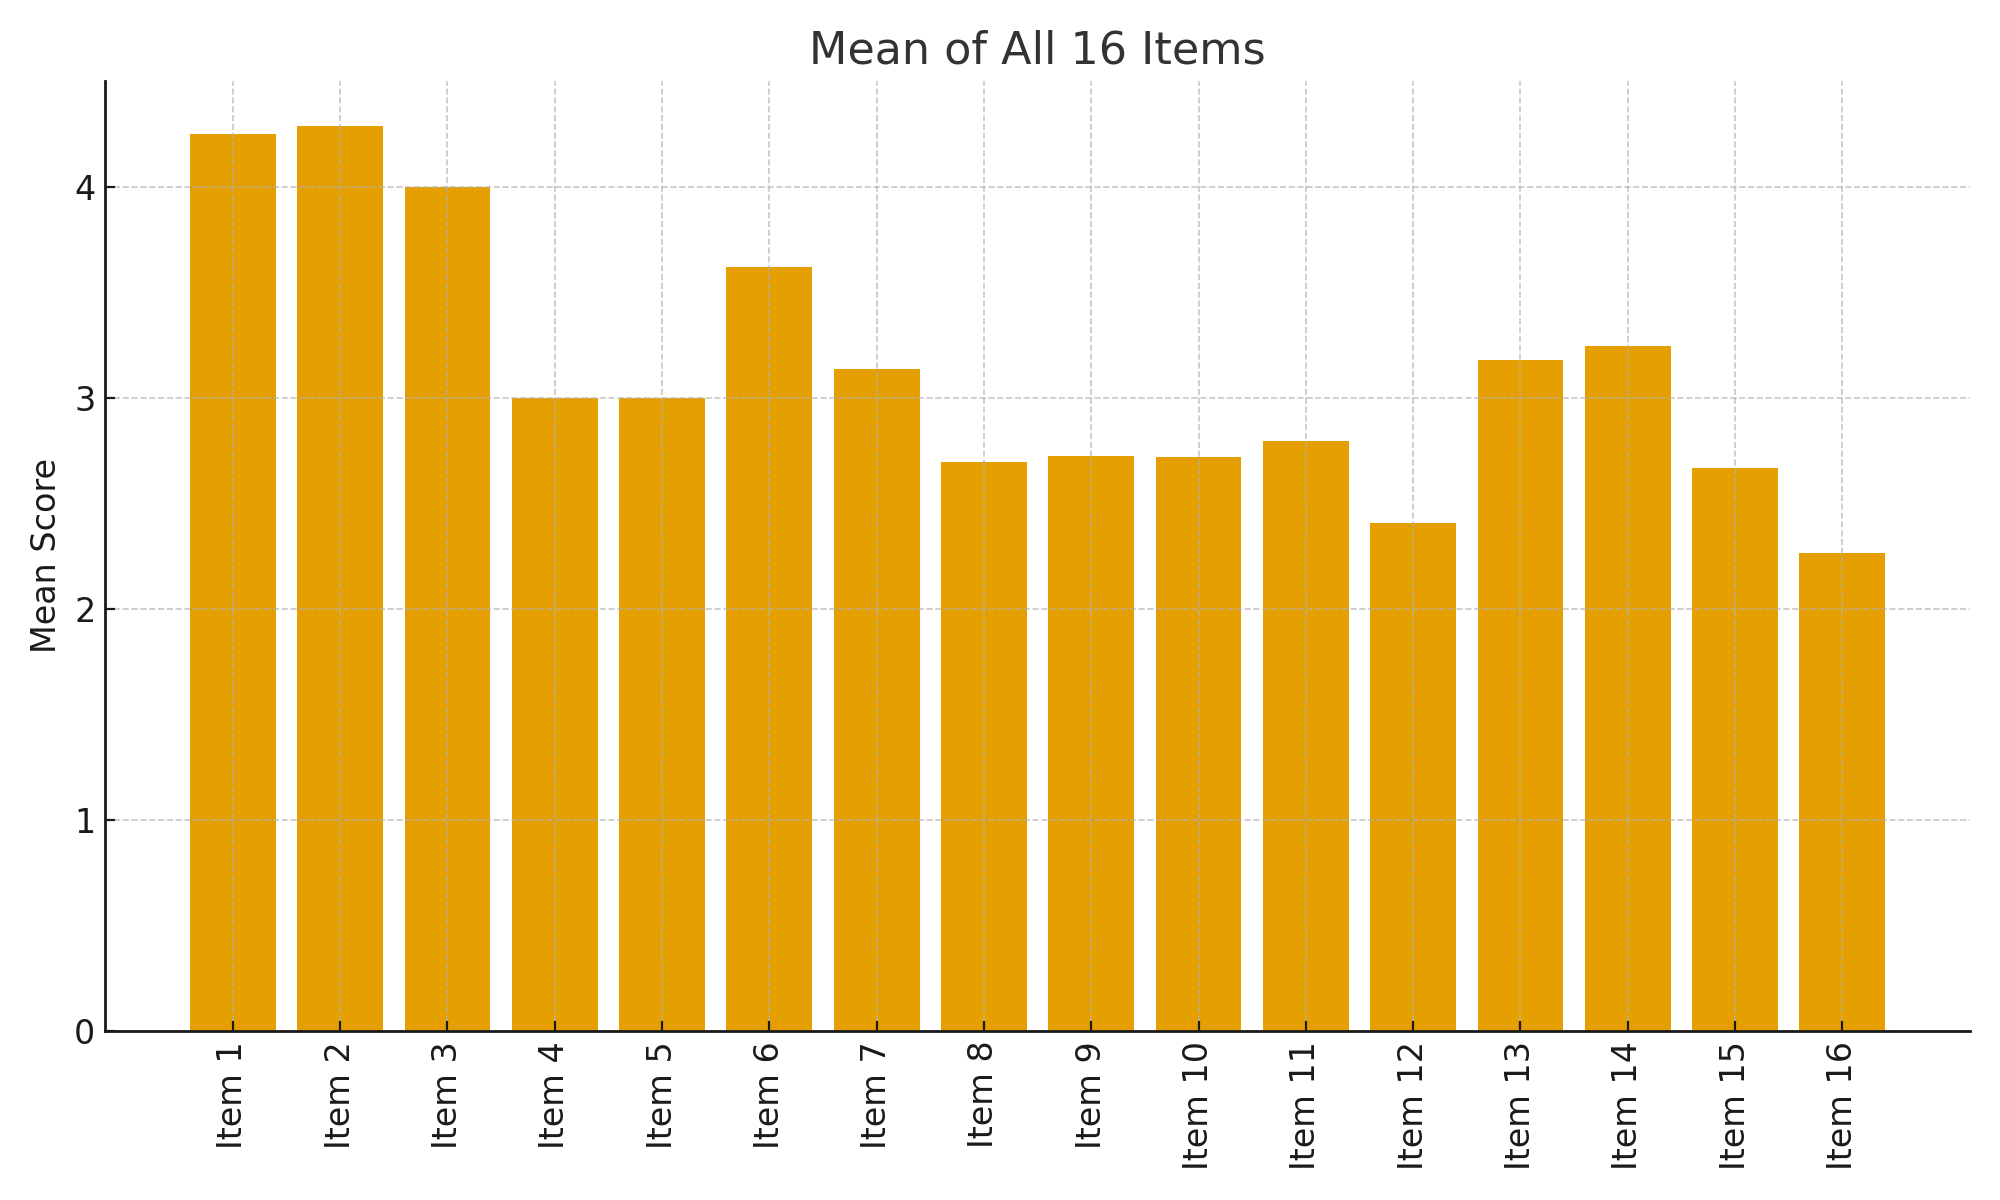 Mean of All 16 Items
Mean Score
4
3
2
1
0
Item 1
Item 2
Item 3
Item 4
Item 5
Item 6
Item 7
Item 8
Item 9
Item 10
Item 11
Item 12
Item 13
Item 14
Item 15
Item 16